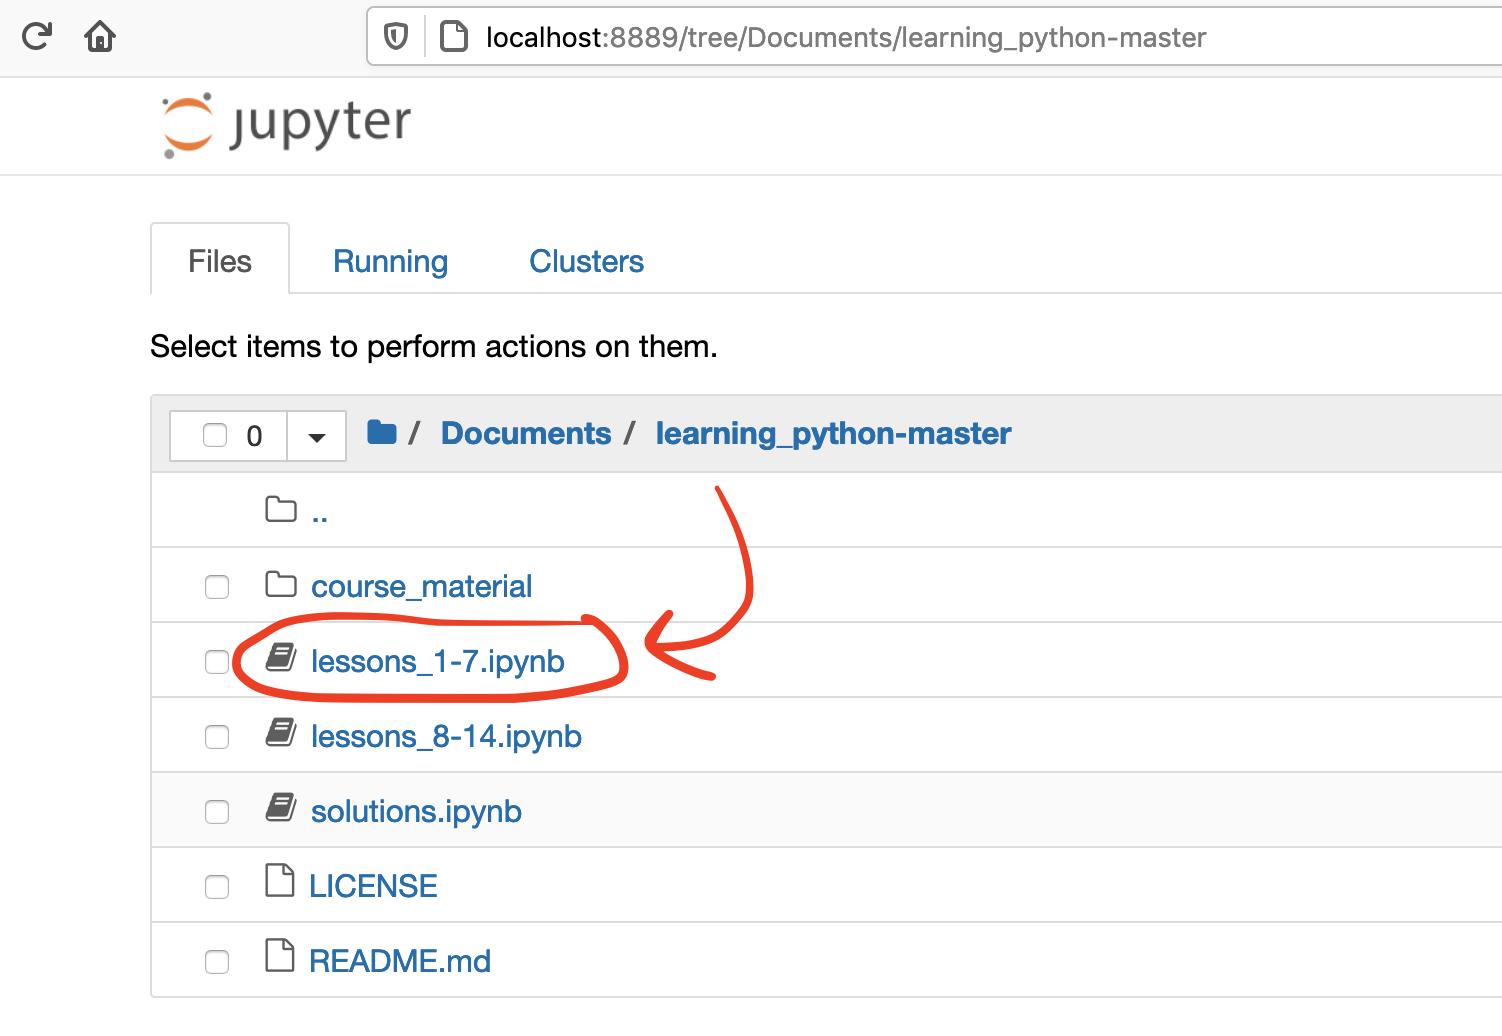 localhost:8889/tree/Documents/learning_python-master
jupyter
Files Running Clusters
Select items to perform actions on them.
0 / Documents / learning_python-master
..
course_material
lessons_1-7.ipynb
lessons_8-14.ipynb
solutions.ipynb
LICENSE
README.md